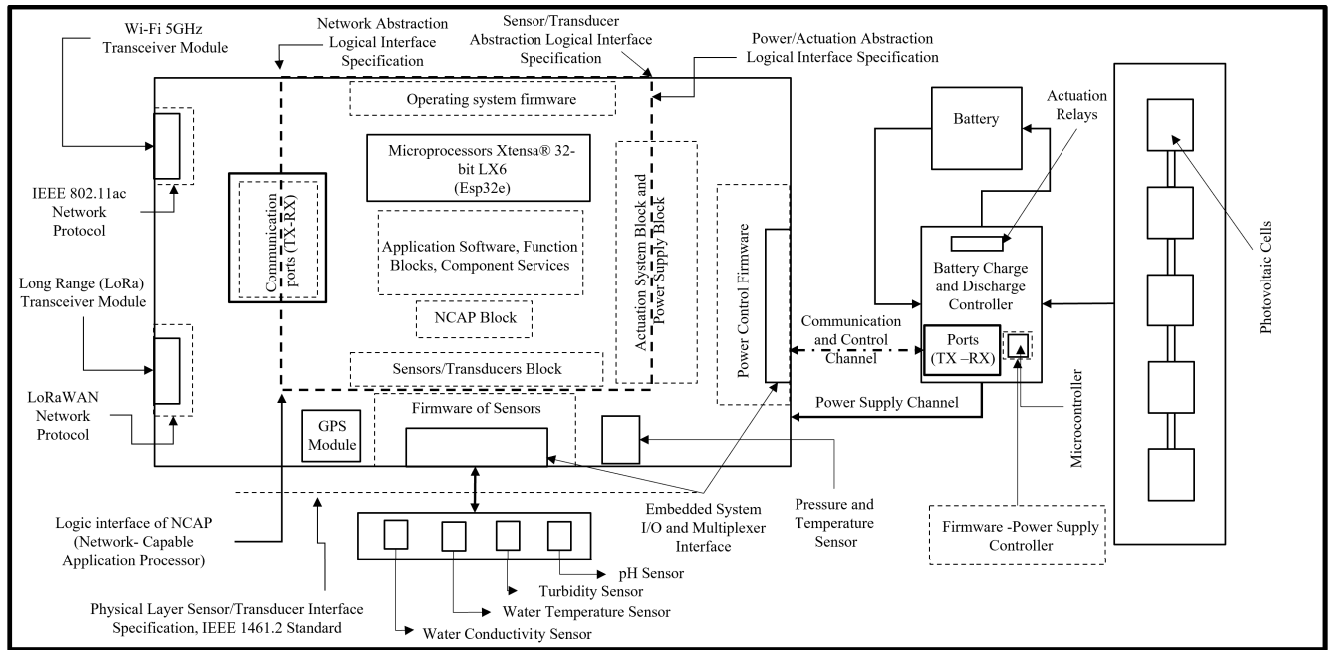 Wi-Fi 5GHz
Transceiver Module
Network Abstraction
Logical Interface
Specification
Sensor/Transducer
Abstraction Logical Interface
Specification
Power/Actuation Abstraction
Logical Interface Specification
Operating system firmware
Microprocessors Xtensa® 32-
bit LX6
(Esp32e)
Battery
Actuation
Relays
IEEE 802.11ac
Network
Protocol
Communication
ports (TX-RX)
Application Software, Function
Blocks, Component Services
Actuation System Block and
Power Supply Block
Power Control Firmware
Battery Charge
and Discharge
Controller
Photovoltaic Cells
Long Range (LoRa)
Transceiver Module
NCAP Block
Communication
and Control
Channel
Ports
(TX –RX)
Sensors/Transducers Block
LoRaWAN
Network
Protocol
GPS
Module
Firmware of Sensors
Power Supply Channel
Microcontroller
Logic interface of NCAP
(Network- Capable
Application Processor)
Embedded System
I/O and Multiplexer
Interface
Pressure and
Temperature
Sensor
Firmware -Power Supply
Controller
pH Sensor
Turbidity Sensor
Water Temperature Sensor
Water Conductivity Sensor
Physical Layer Sensor/Transducer Interface
Specification, IEEE 1461.2 Standard